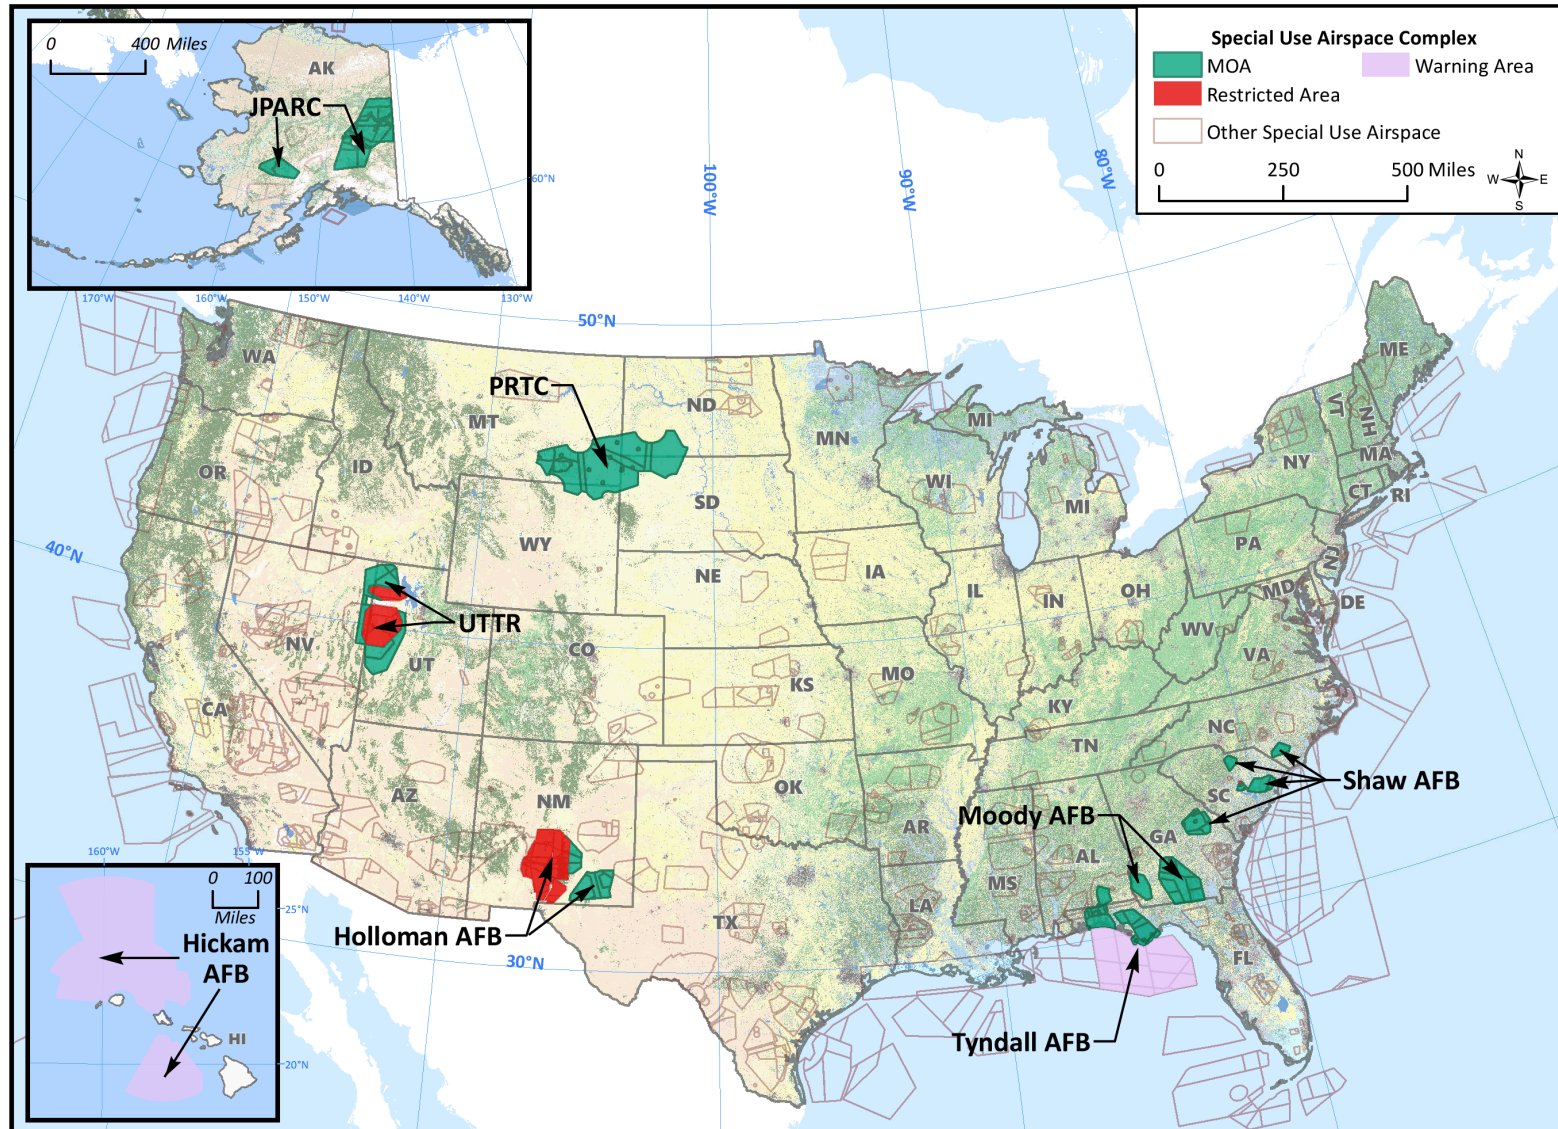 0 400 Miles
AK
JPARC
60°N
170°W 160°W 150°W 140°W 130°W
Special Use Airspace Complex
MOA Warning Area
Restricted Area
Other Special Use Airspace
0 250 500 Miles
N
W E
S
100°W 90°W 80°W
50°N
40°N
30°N
WA
MT
ND
MN
MI
ME
VT
NH
MA
NY
CT RI
OR
ID
PRTC
SD
WI
MI
WY
PA
NJ
NE
IA
IL
IN
OH
MD
DE
WV
VA
NV
UTTR
UT
CO
KS
MO
KY
CA
NC
TN
AZ
NM
OK
AR
SC
Shaw AFB
Moody AFB
GA
AL
MS
LA
TX
Holloman AFB
FL
Tyndall AFB
160°W 155°W
0 100
Miles
25°N
Hickam
AFB
HI
20°N